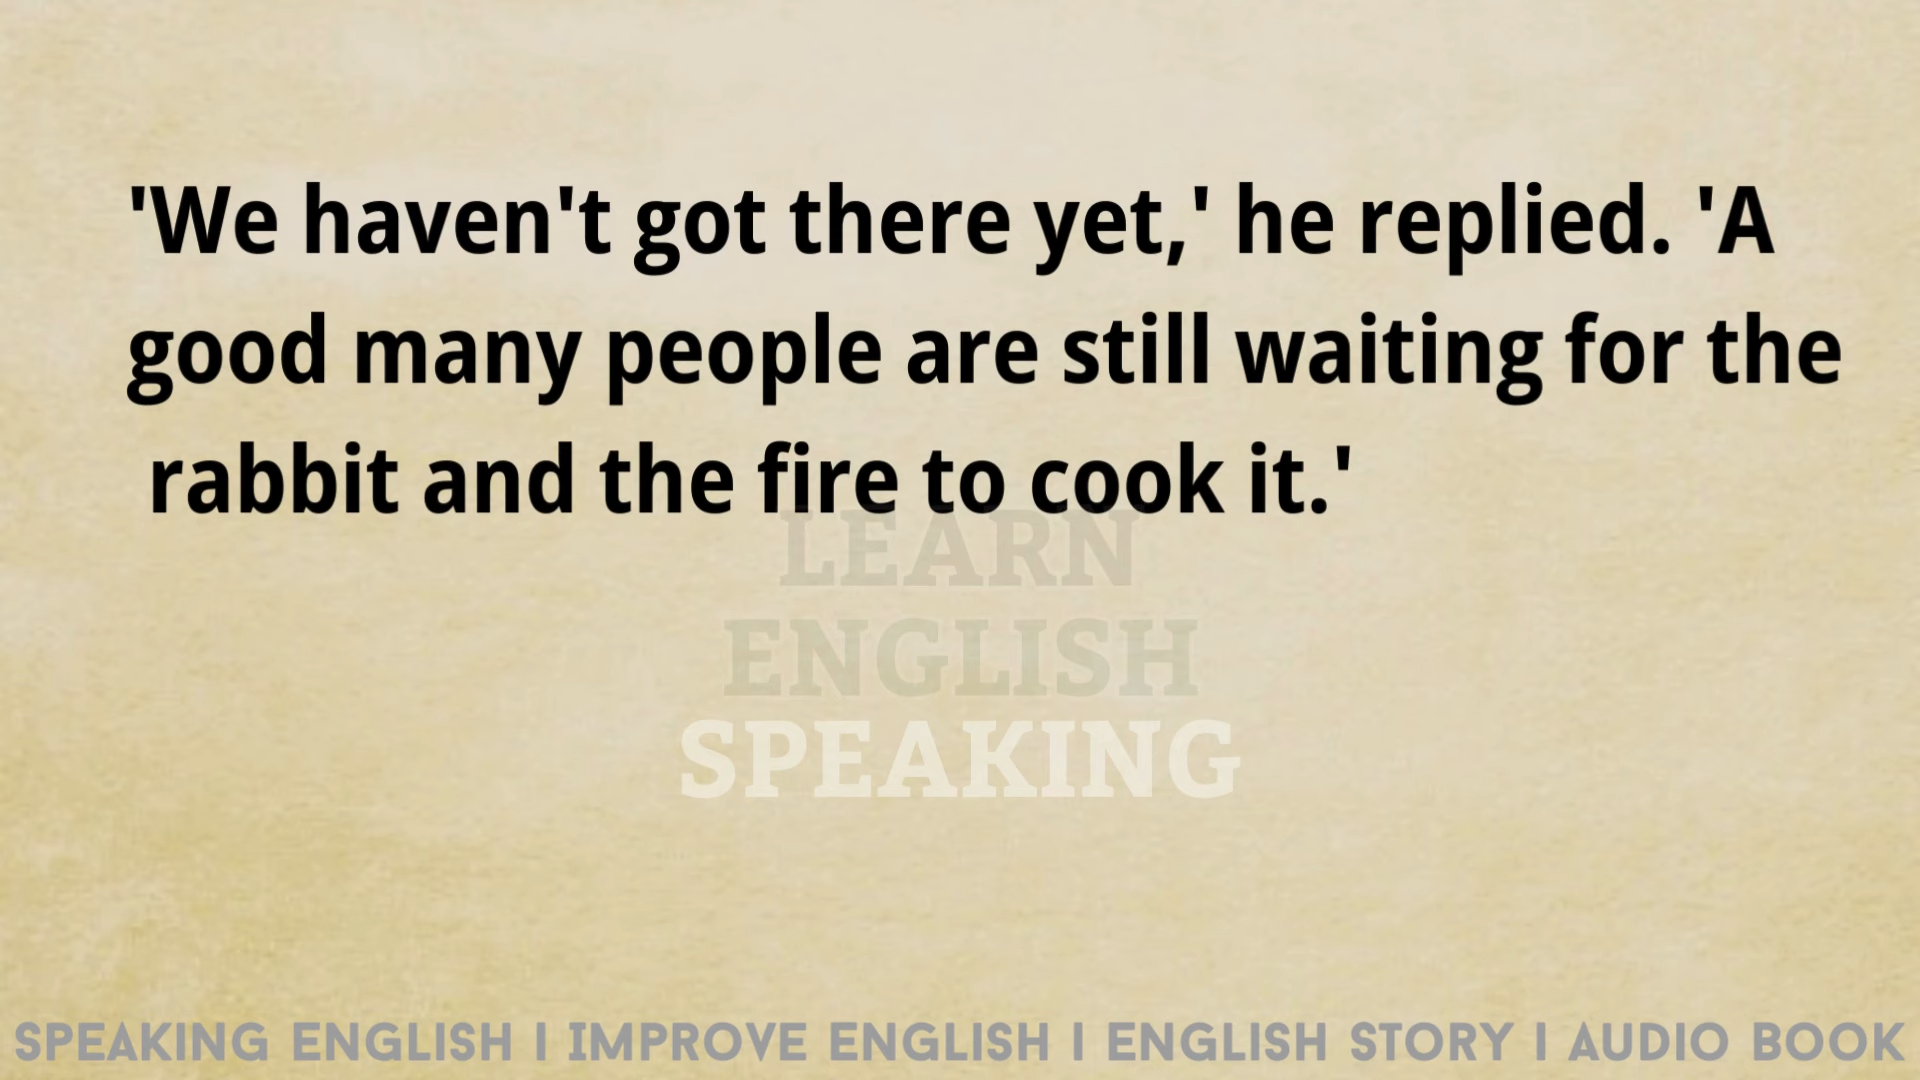 'We haven't got there yet,' he replied. 'A
good many people are still waiting for the
rabbit and the fire to cook it.'
LEARN
ENGLISH
SPEAKING
SPEAKING ENGLISH I IMPROVE ENGLISH I ENGLISH STORY I AUDIO BOOK